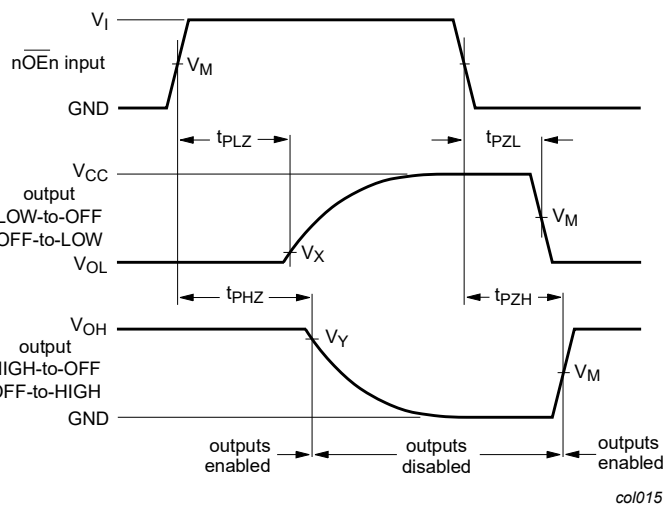 V_I
nO̅E̅n input
V_M
GND
t_PLZ
t_PZL
V_CC
output
LOW-to-OFF
OFF-to-LOW
V_M
V_X
V_OL
t_PHZ
t_PZH
V_OH
output
HIGH-to-OFF
OFF-to-HIGH
V_Y
V_M
GND
outputs
enabled
outputs
disabled
outputs
enabled
col015